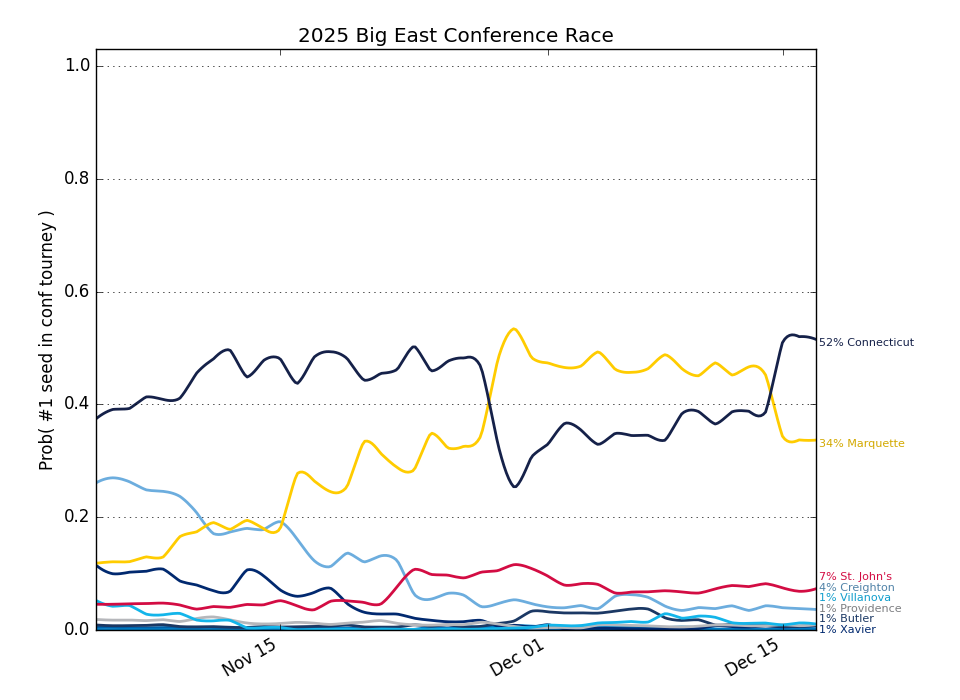 2025 Big East Conference Race
Prob( #1 seed in conf tourney )
1.0
0.8
0.6
0.4
0.2
0.0
Nov 15
Dec 01
Dec 15
52% Connecticut
34% Marquette
7% St. John's
4% Creighton
1% Villanova
1% Providence
1% Butler
1% Xavier